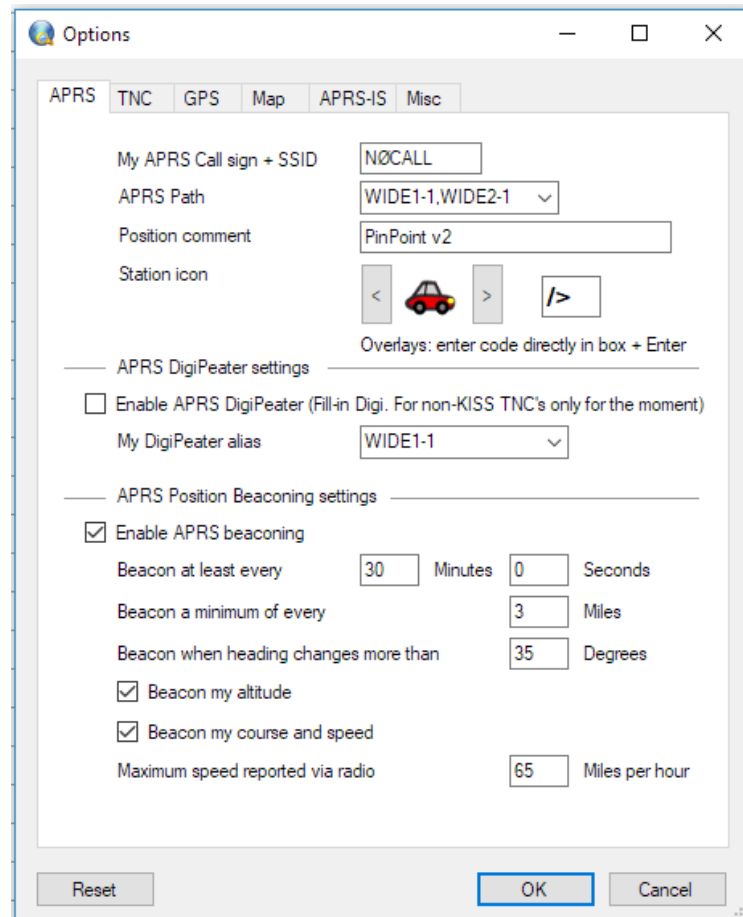 Options
APRS TNC GPS Map APRS-IS Misc
My APRS Call sign + SSID NØCALL
APRS Path WIDE1-1,WIDE2-1
Position comment PinPoint v2
Station icon < > />
Overlays: enter code directly in box + Enter
APRS DigiPeater settings
Enable APRS DigiPeater (Fill-in Digi. For non-KISS TNC's only for the moment)
My DigiPeater alias WIDE1-1
APRS Position Beaconing settings
Enable APRS beaconing
Beacon at least every 30 Minutes 0 Seconds
Beacon a minimum of every 3 Miles
Beacon when heading changes more than 35 Degrees
Beacon my altitude
Beacon my course and speed
Maximum speed reported via radio 65 Miles per hour
Reset OK Cancel